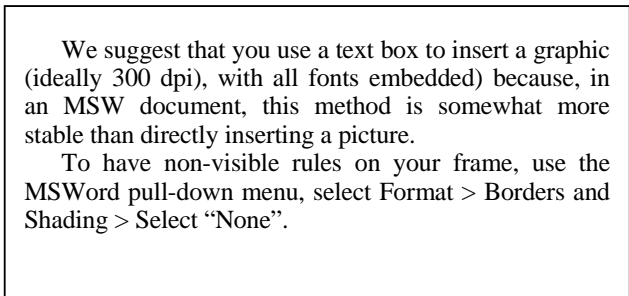 We suggest that you use a text box to insert a graphic
(ideally 300 dpi), with all fonts embedded) because, in
an MSW document, this method is somewhat more
stable than directly inserting a picture.
To have non-visible rules on your frame, use the
MSWord pull-down menu, select Format > Borders and
Shading > Select “None”.